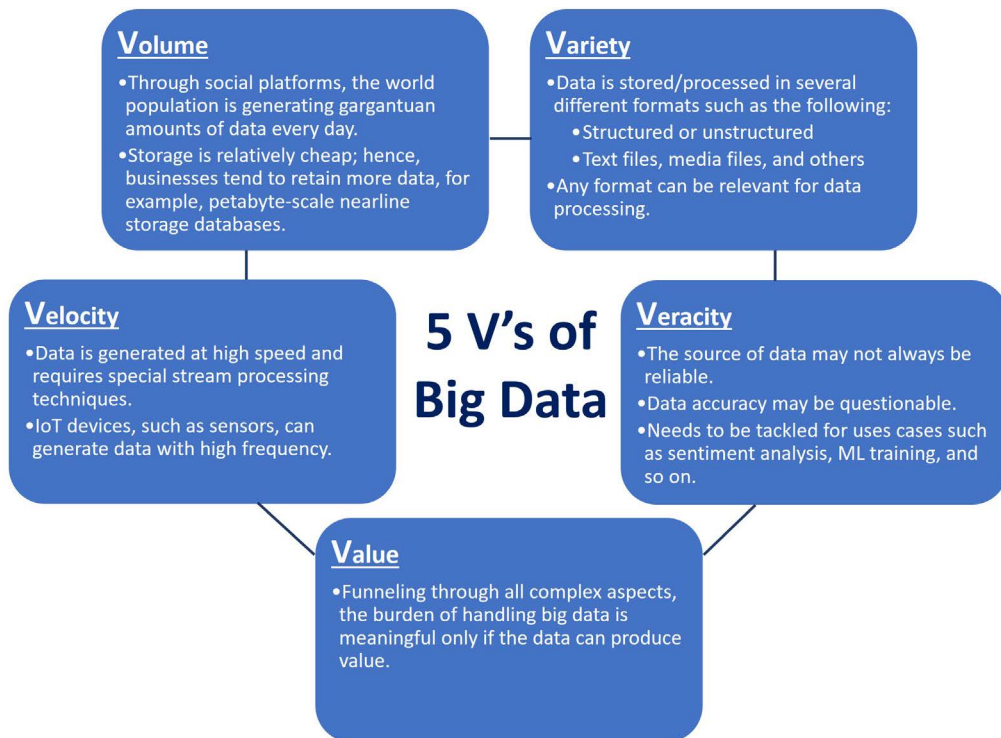 Volume
•Through social platforms, the world
population is generating gargantuan
amounts of data every day.
•Storage is relatively cheap; hence,
businesses tend to retain more data, for
example, petabyte-scale nearline
storage databases.
Variety
•Data is stored/processed in several
different formats such as the following:
•Structured or unstructured
•Text files, media files, and others
•Any format can be relevant for data
processing.
Velocity
•Data is generated at high speed and
requires special stream processing
techniques.
•IoT devices, such as sensors, can
generate data with high frequency.
5 V’s of
Big Data
Veracity
•The source of data may not always be
reliable.
•Data accuracy may be questionable.
•Needs to be tackled for uses cases such
as sentiment analysis, ML training, and
so on.
Value
•Funneling through all complex aspects,
the burden of handling big data is
meaningful only if the data can produce
value.